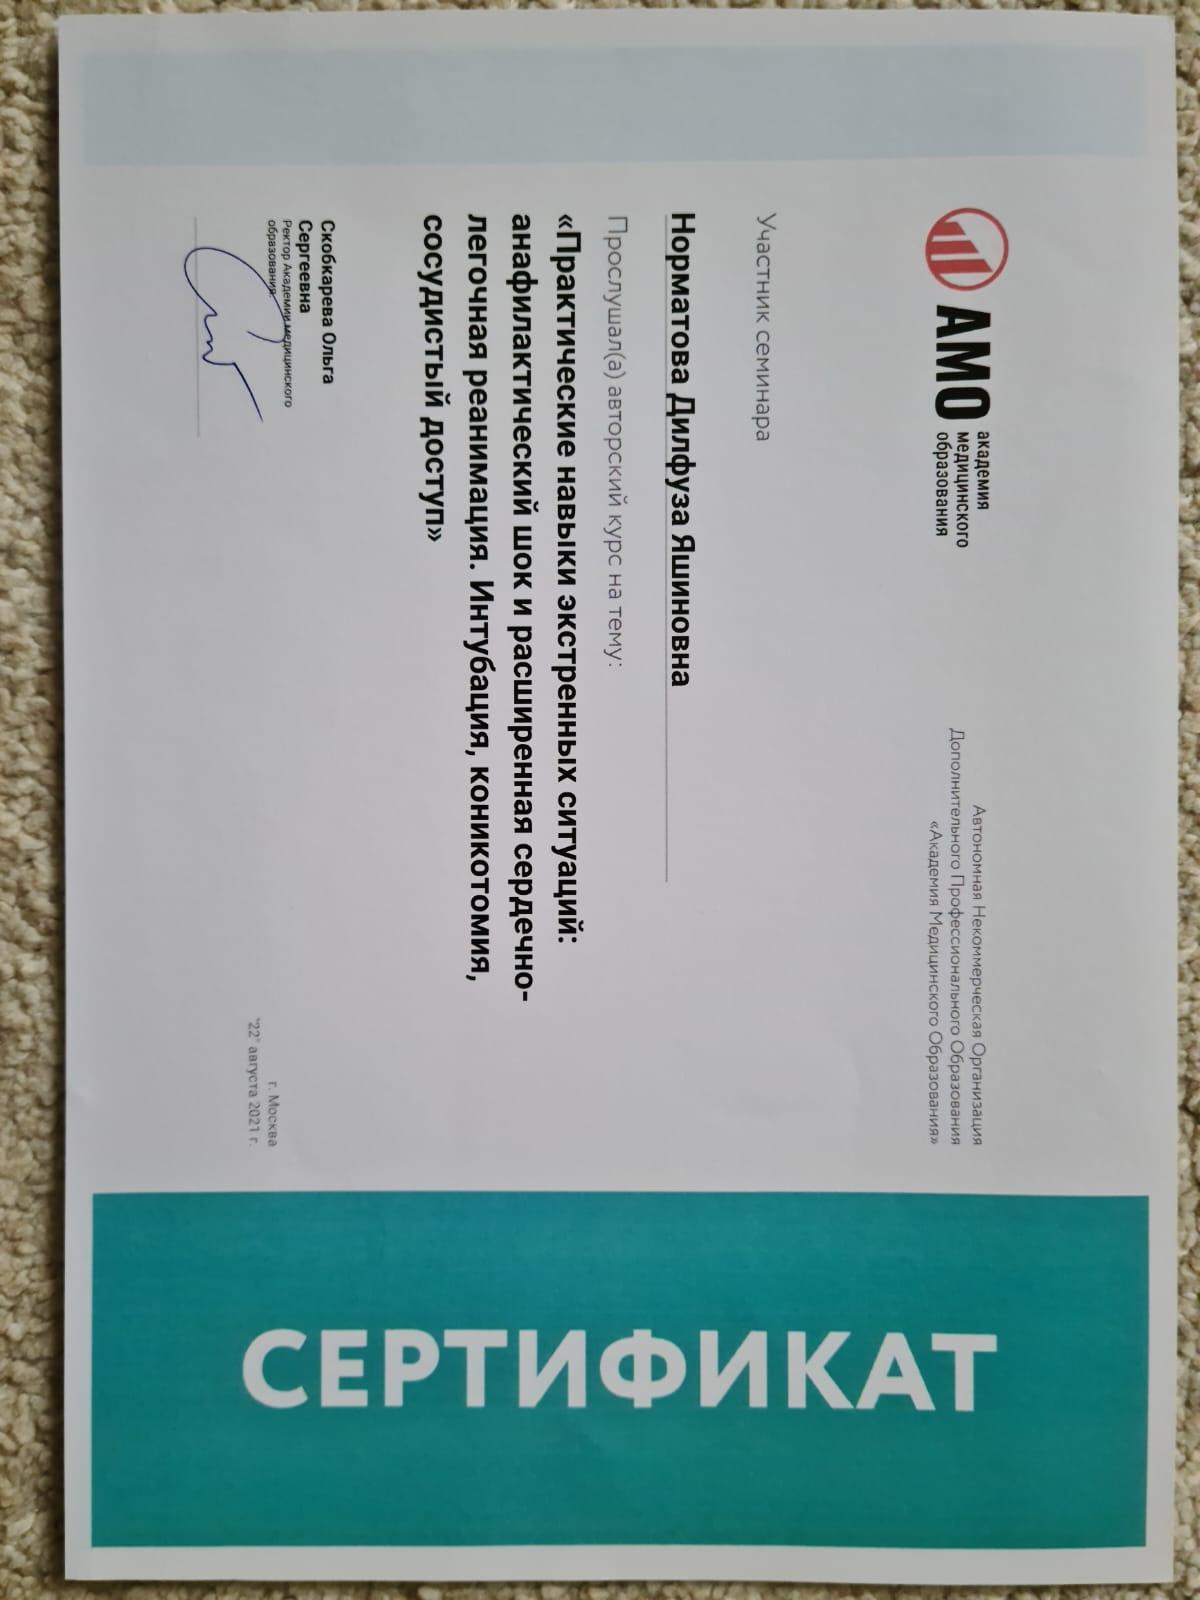 АМО
академия
медицинского
образования
Автономная Некоммерческая Организация
Дополнительного Профессионального Образования
«Академия Медицинского Образования»
Участник семинара
Норматова Дилфуза Яшиновна
Прослушал(а) авторский курс на тему:
«Практические навыки экстренных ситуаций:
анафилактический шок и расширенная сердечно-
легочная реанимация. Интубация, коникотомия,
сосудистый доступ»
Скобкарева Ольга
Сергеевна
Ректор Академии медицинского
образования.
г. Москва
"22" августа 2021 г.
СЕРТИФИКАТ